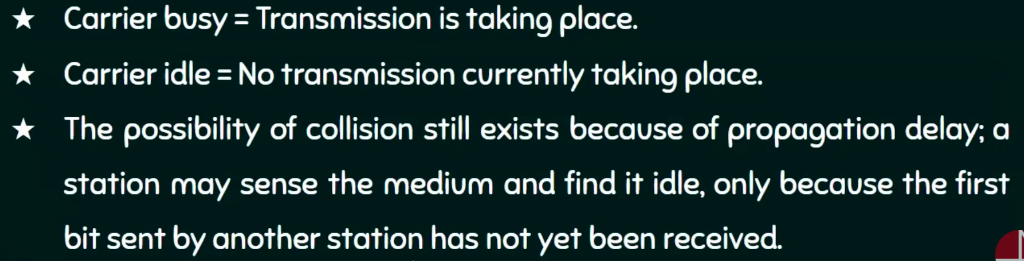 ★ Carrier busy = Transmission is taking place.
★ Carrier idle = No transmission currently taking place.
★ The possibility of collision still exists because of propagation delay; a
station may sense the medium and find it idle, only because the first
bit sent by another station has not yet been received.